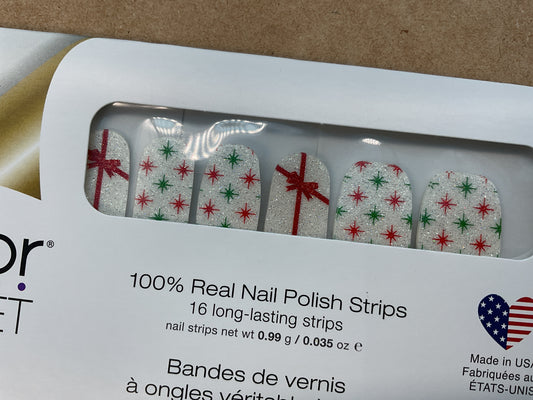 or®
ET
100% Real Nail Polish Strips
16 long-lasting strips
nail strips net wt 0.99 g / 0.035 oz e
Bandes de vernis
à ongles
Made in USA
Fabriquées au
ÉTATS-UNIS